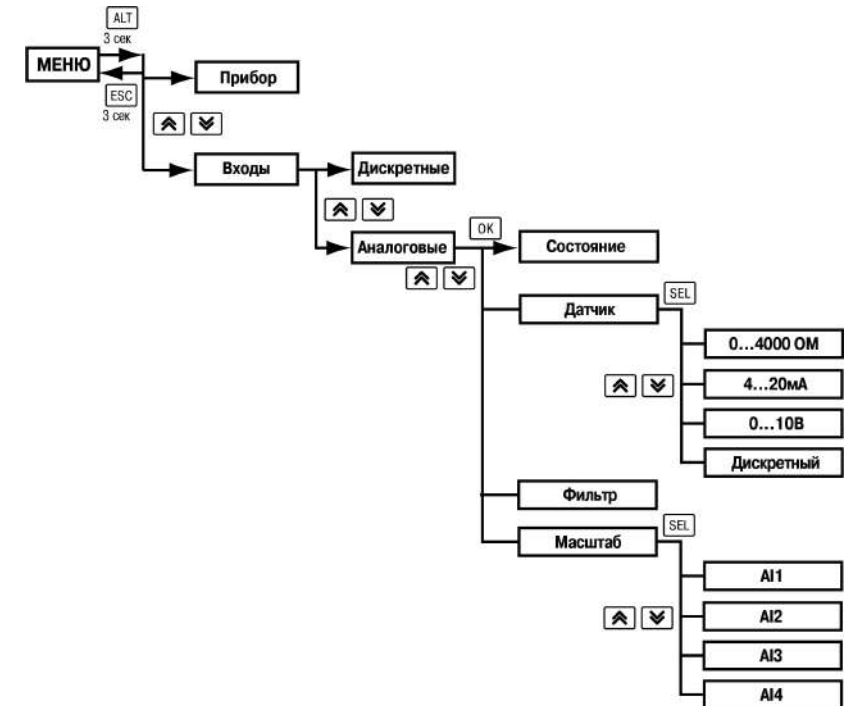 ALT
3 сек
МЕНЮ
Прибор
ESC
3 сек
Входы
Дискретные
OK
Аналоговые
Состояние
SEL
Датчик
0...4000 ОМ
4...20мА
0...10В
Дискретный
Фильтр
SEL
Масштаб
AI1
AI2
AI3
AI4